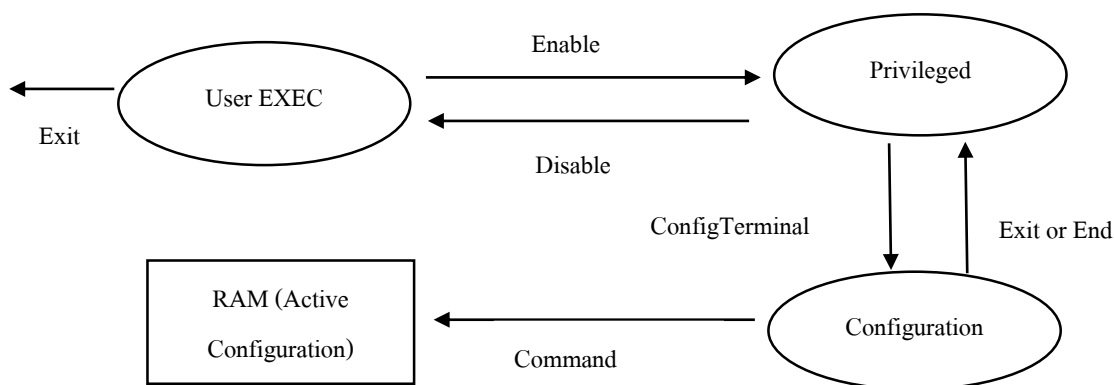 Enable
Privileged
User EXEC
Exit
Disable
ConfigTerminal
Exit or End
RAM (Active
Configuration)
Configuration
Command